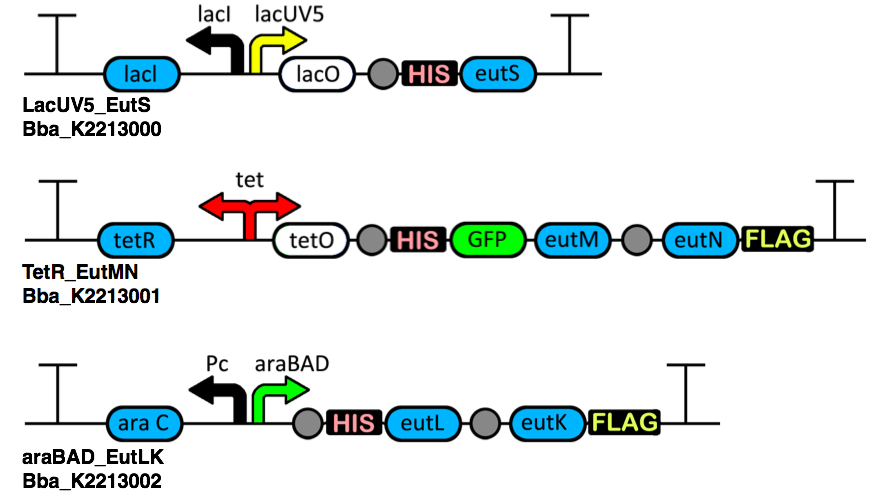 lacI lacUV5
lacI lacO HIS eutS
LacUV5_EutS
Bba_K2213000
tet
tetR tetO HIS GFP eutM eutN FLAG
TetR_EutMN
Bba_K2213001
Pc araBAD
ara C HIS eutL eutK FLAG
araBAD_EutLK
Bba_K2213002